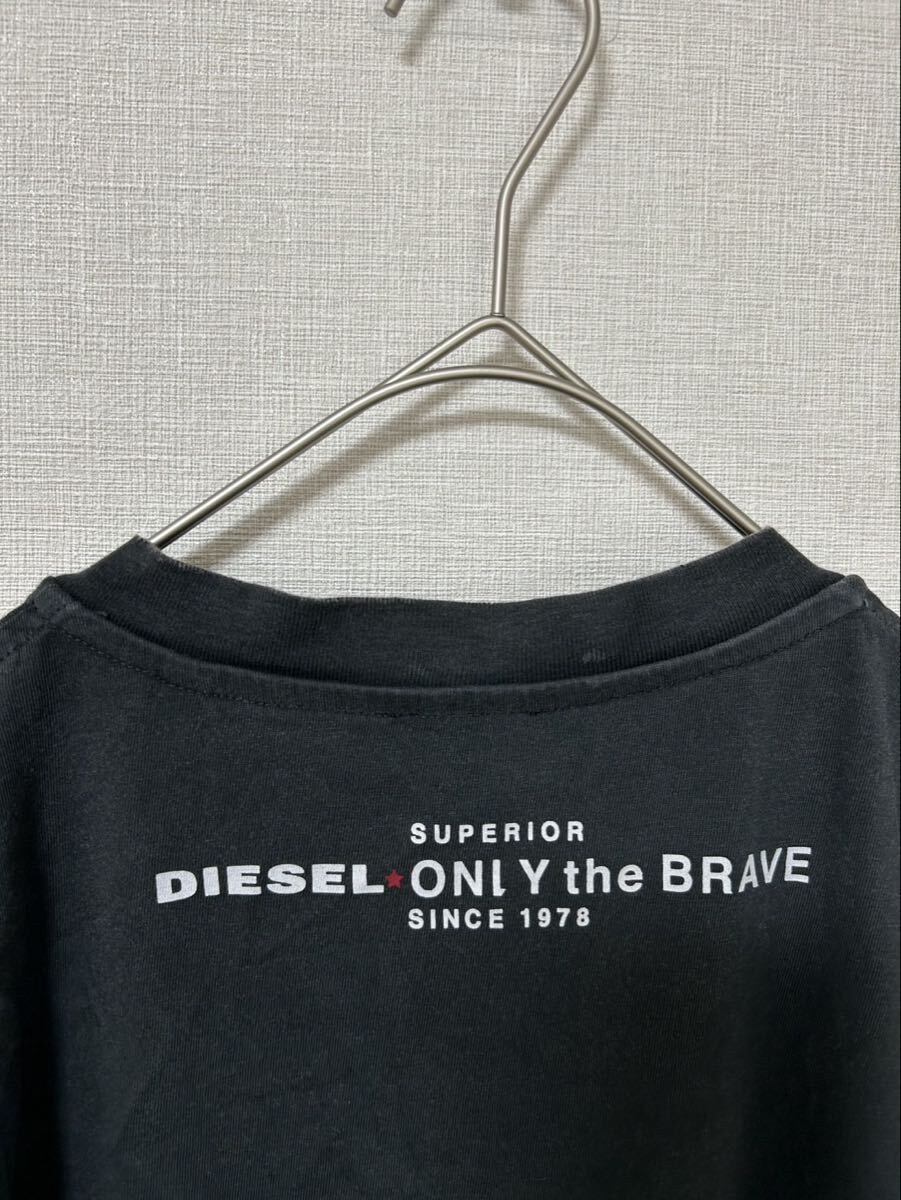 SUPERIOR
DIESEL★ONLY the BRAVE
SINCE 1978